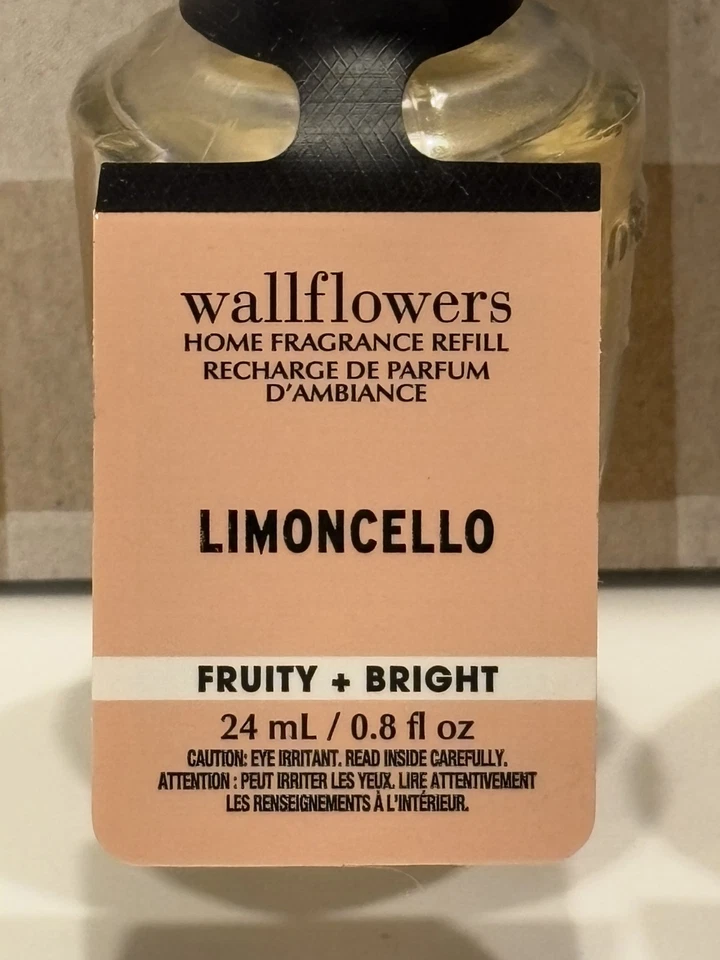 wallflowers
HOME FRAGRANCE REFILL
RECHARGE DE PARFUM
D'AMBIANCE
LIMONCELLO
FRUITY + BRIGHT
24 mL / 0.8 fl oz
CAUTION: EYE IRRITANT. READ INSIDE CAREFULLY.
ATTENTION : PEUT IRRITER LES YEUX. LIRE ATTENTIVEMENT
LES RENSEIGNEMENTS À L'INTÉRIEUR.